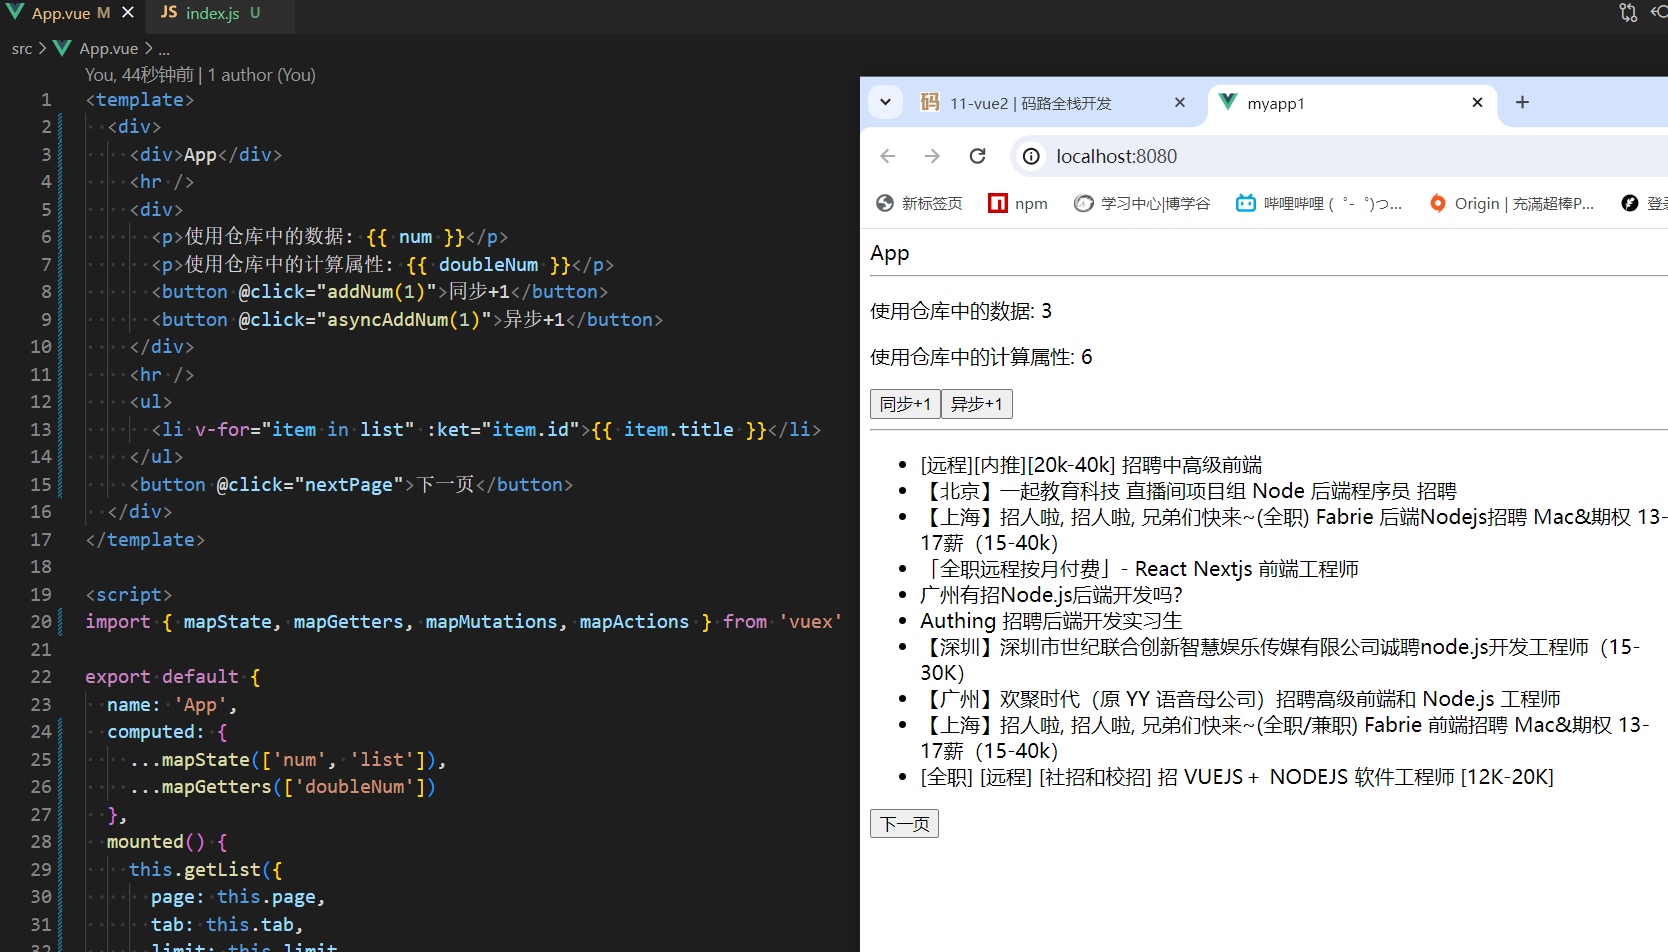 App.vue M
JS index.js U
src > App.vue > ...
You, 44秒钟前 | 1 author (You)
1 <template>
2 <div>
3 <div>App</div>
4 <hr />
5 <div>
6 <p>使用仓库中的数据: {{ num }}</p>
7 <p>使用仓库中的计算属性: {{ doubleNum }}</p>
8 <button @click="addNum(1)">同步+1</button>
9 <button @click="asyncAddNum(1)">异步+1</button>
10 </div>
11 <hr />
12 <ul>
13 <li v-for="item in list" :ket="item.id">{{ item.title }}</li>
14 </ul>
15 <button @click="nextPage">下一页</button>
16 </div>
17 </template>
18
19 <script>
20 import { mapState, mapGetters, mapMutations, mapActions } from 'vuex'
21
22 export default {
23 name: 'App',
24 computed: {
25 ...mapState(['num', 'list']),
26 ...mapGetters(['doubleNum'])
27 },
28 mounted() {
29 this.getList({
30 page: this.page,
31 tab: this.tab,
32 limit: this.limit
码 11-vue2 | 码路全栈开发
myapp1
localhost:8080
新标签页
npm
学习中心|博学谷
哔哩哔哩 ( ゜- ゜)つ...
Origin | 充满超棒P...
登录
App
使用仓库中的数据: 3
使用仓库中的计算属性: 6
同步+1 异步+1
[远程][内推][20k-40k] 招聘中高级前端
【北京】一起教育科技 直播间项目组 Node 后端程序员 招聘
【上海】招人啦, 招人啦, 兄弟们快来~(全职) Fabrie 后端Nodejs招聘 Mac&期权 13-
17薪（15-40k）
「全职远程按月付费」- React Nextjs 前端工程师
广州有招Node.js后端开发吗？
Authing 招聘后端开发实习生
【深圳】深圳市世纪联合创新智慧娱乐传媒有限公司诚聘node.js开发工程师（15-
30K）
【广州】欢聚时代（原 YY 语音母公司）招聘高级前端和 Node.js 工程师
【上海】招人啦, 招人啦, 兄弟们快来~(全职/兼职) Fabrie 前端招聘 Mac&期权 13-
17薪（15-40k）
[全职] [远程] [社招和校招] 招 VUEJS + NODEJS 软件工程师 [12K-20K]
下一页